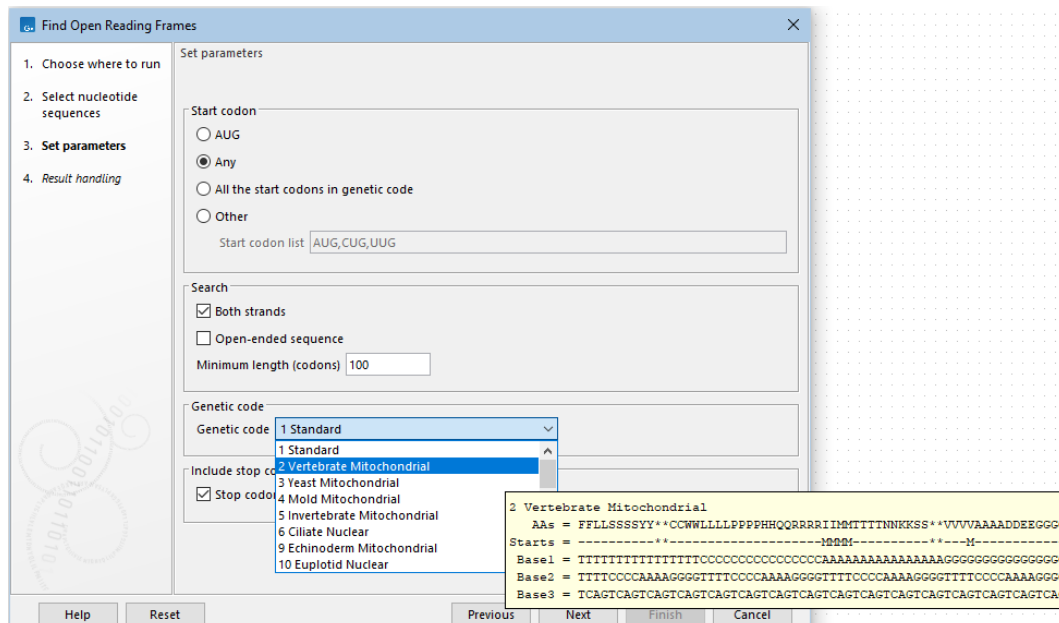 Find Open Reading Frames
1. Choose where to run
2. Select nucleotide
sequences
3. Set parameters
4. Result handling
Set parameters
Start codon
AUG
Any
All the start codons in genetic code
Other
Start codon list AUG,CUG,UUG
Search
Both strands
Open-ended sequence
Minimum length (codons) 100
Genetic code
Genetic code 1 Standard
1 Standard
2 Vertebrate Mitochondrial
3 Yeast Mitochondrial
4 Mold Mitochondrial
5 Invertebrate Mitochondrial
6 Ciliate Nuclear
9 Echinoderm Mitochondrial
10 Euplotid Nuclear
Include stop co
Stop codo
2 Vertebrate Mitochondrial
AAs = FFLLSSSSYY**CCWWLLLLPPPPHHQQRRRRIIMMTTTTNNKKSS**VVVVAAAADDEEGGG
Starts = ----------**--------------------MMMM----------**---M------------
Base1 = TTTTTTTTTTTTTTTTCCCCCCCCCCCCCCCCAAAAAAAAAAAAAAAAGGGGGGGGGGGGGGG
Base2 = TTTTCCCCAAAAGGGGTTTTCCCCAAAAGGGGTTTTCCCCAAAAGGGGTTTTCCCCAAAAGGG
Base3 = TCAGTCAGTCAGTCAGTCAGTCAGTCAGTCAGTCAGTCAGTCAGTCAGTCAGTCAGTCAGTCA
Help Reset Previous Next Finish Cancel